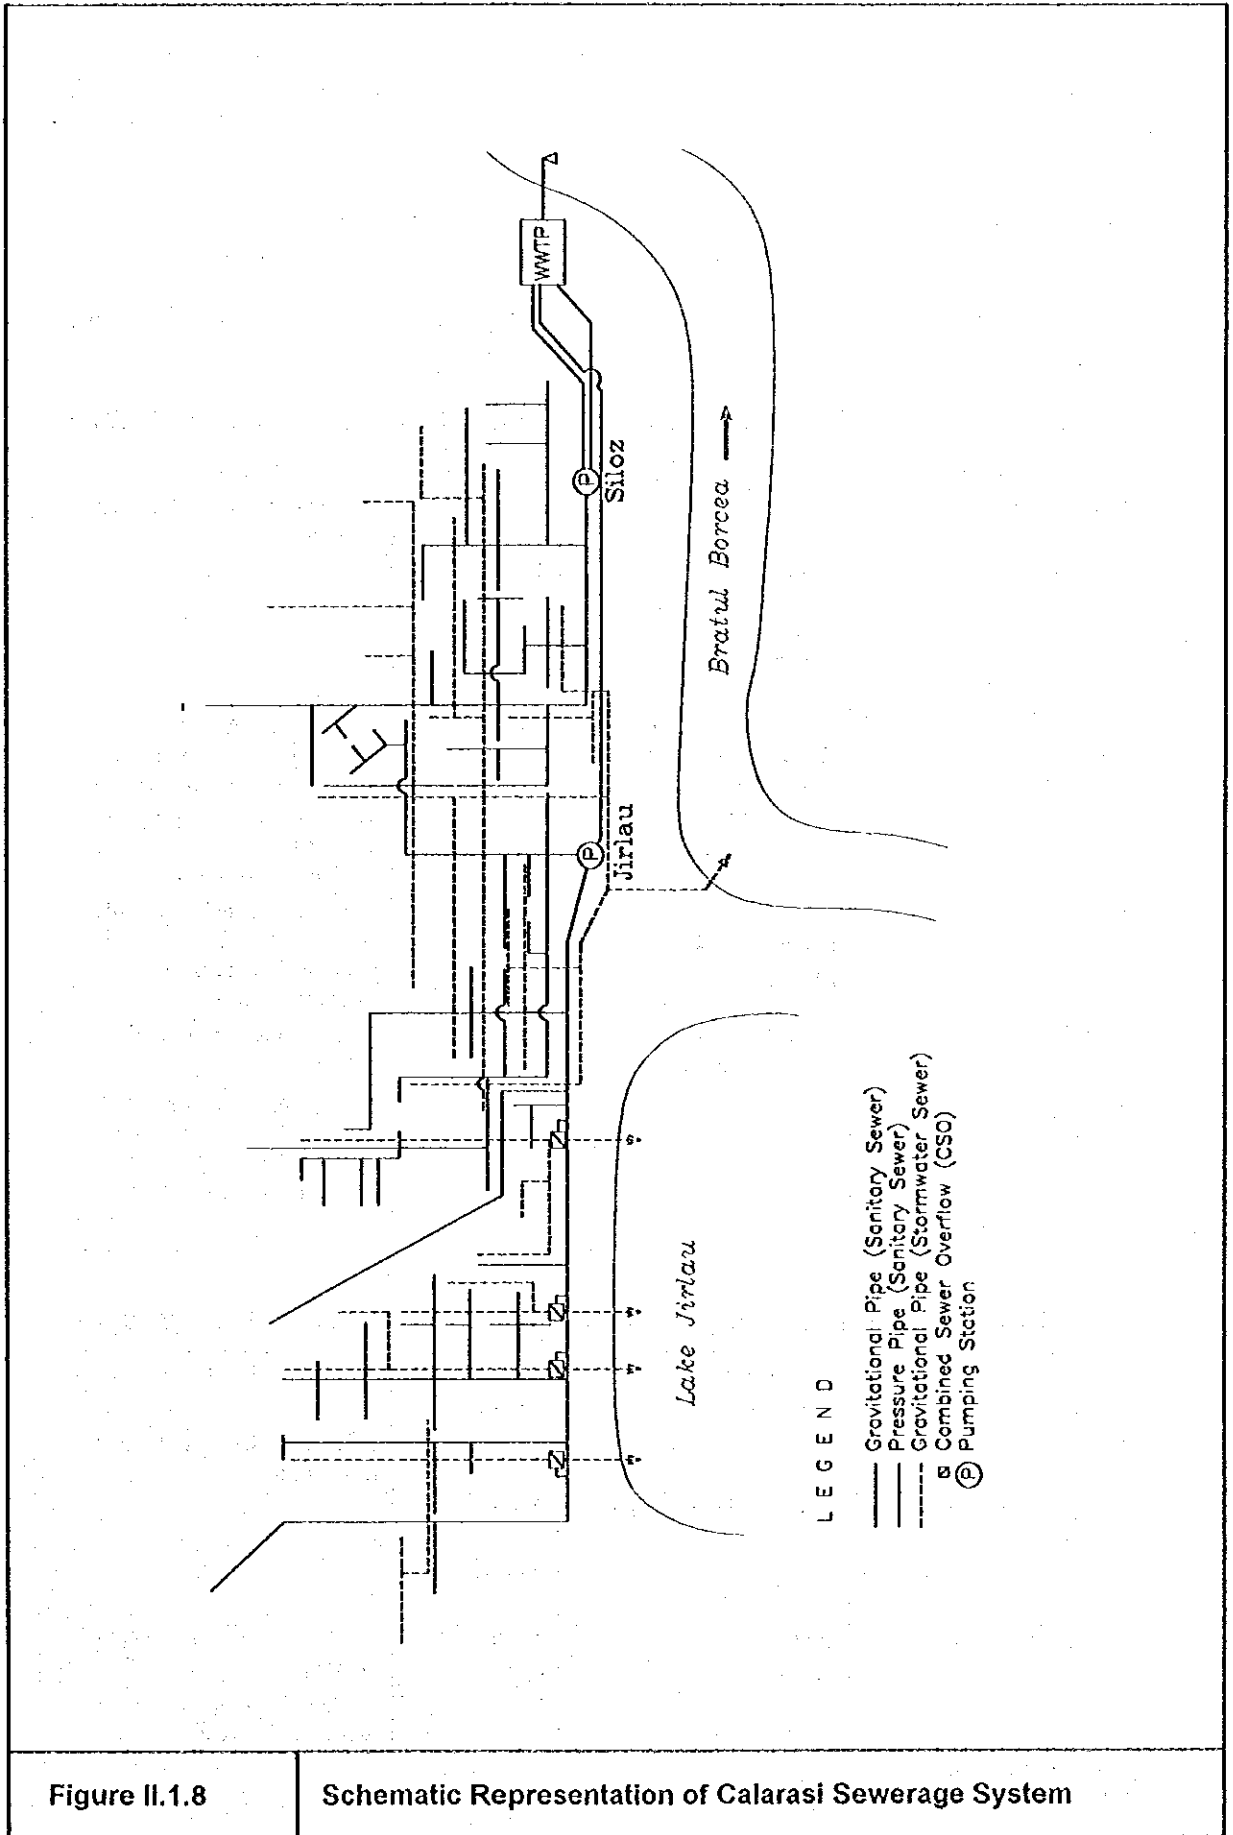 WWTP
P
Siloz
Bratul Borcea
P
Jirlau
Lake Jirlau
LEGEND
Gravitational Pipe (Sanitary Sewer)
Pressure Pipe (Sanitary Sewer)
Gravitational Pipe (Stormwater Sewer)
Combined Sewer Overflow (CSO)
P Pumping Station
Figure II.1.8
Schematic Representation of Calarasi Sewerage System